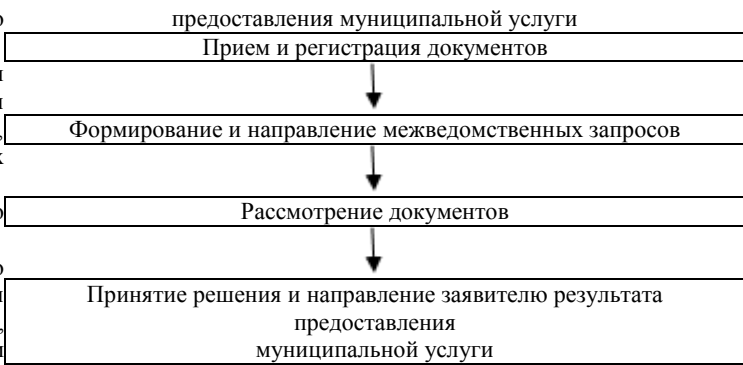 предоставления муниципальной услуги
Прием и регистрация документов
Формирование и направление межведомственных запросов
Рассмотрение документов
Принятие решения и направление заявителю результата
предоставления
муниципальной услуги